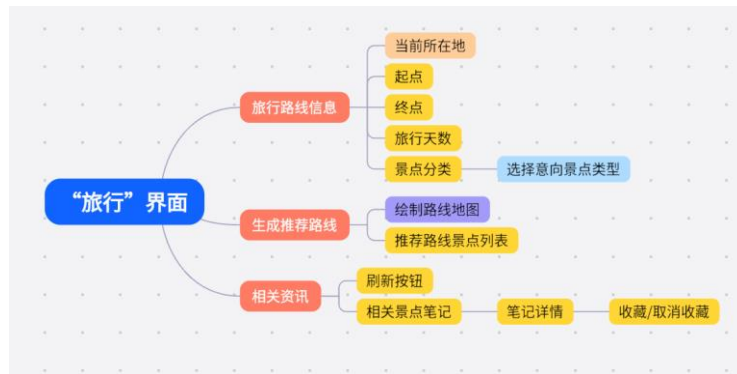 “旅行”界面
旅行路线信息
当前所在地
起点
终点
旅行天数
景点分类
选择意向景点类型
生成推荐路线
绘制路线地图
推荐路线景点列表
相关资讯
刷新按钮
相关景点笔记
笔记详情
收藏/取消收藏